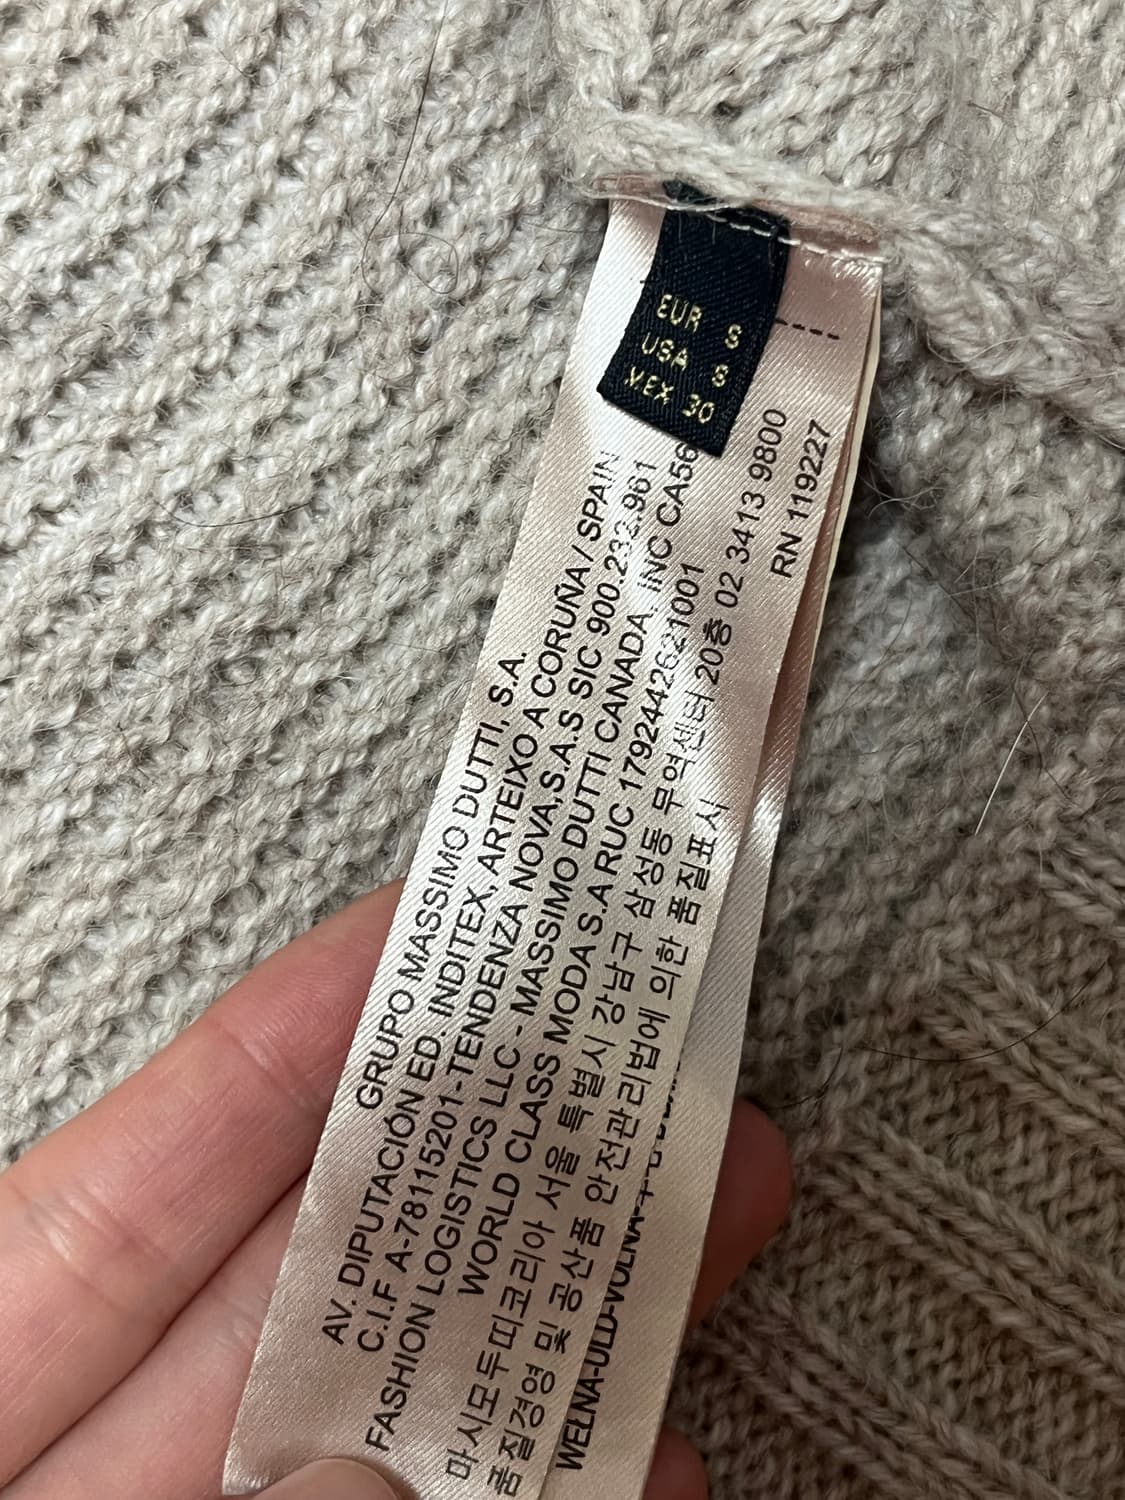 EUR S
USA S
MEX 30
GRUPO MASSIMO DUTTI, S.A.
AV. DIPUTACIÓN ED. INDITEX, ARTEIXO A CORUÑA / SPAIN
C.I.F A-78115201 - TENDENZA NOVA,S.A.S SIC 900.232.961
FASHION LOGISTICS LLC - MASSIMO DUTTI CANADA, INC CA56
WORLD CLASS MODA S.A RUC 1792442621001
마시모두띠코리아 서울 특별시 강남구 삼성동 무역센터 20층 02 3413 9800
품질경영 및 공산품 안전관리법에 의한 품질표시
RN 119227
WEŁNA-ULD-VOLNA-